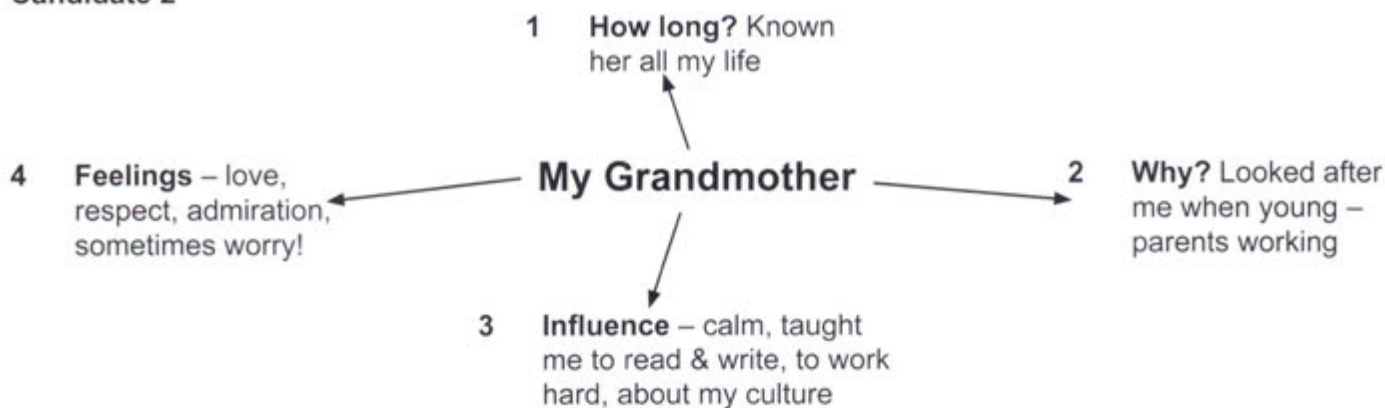 Candidate 2
1 How long? Known
her all my life
My Grandmother
2 Why? Looked after
me when young –
parents working
3 Influence – calm, taught
me to read & write, to work
hard, about my culture
4 Feelings – love,
respect, admiration,
sometimes worry!